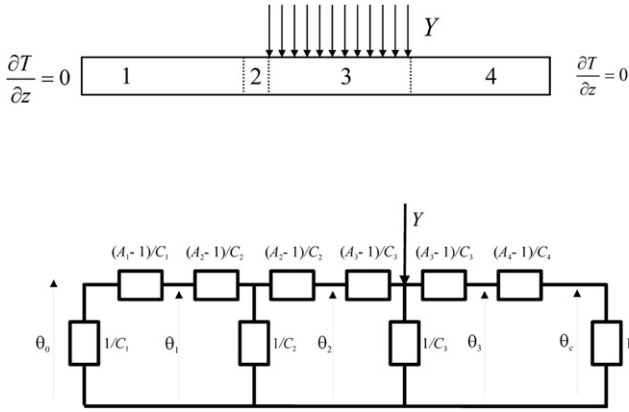 Y
∂T/∂z = 0 1 2 3 4 ∂T/∂z = 0
Y
(A₁- 1)/C₁ (A₂- 1)/C₂ (A₂- 1)/C₂ (A₃- 1)/C₃ (A₃- 1)/C₃ (A₄- 1)/C₄
θ₀ 1/C₁ θ₁ 1/C₂ θ₂ 1/C₃ θ₃ θc 1